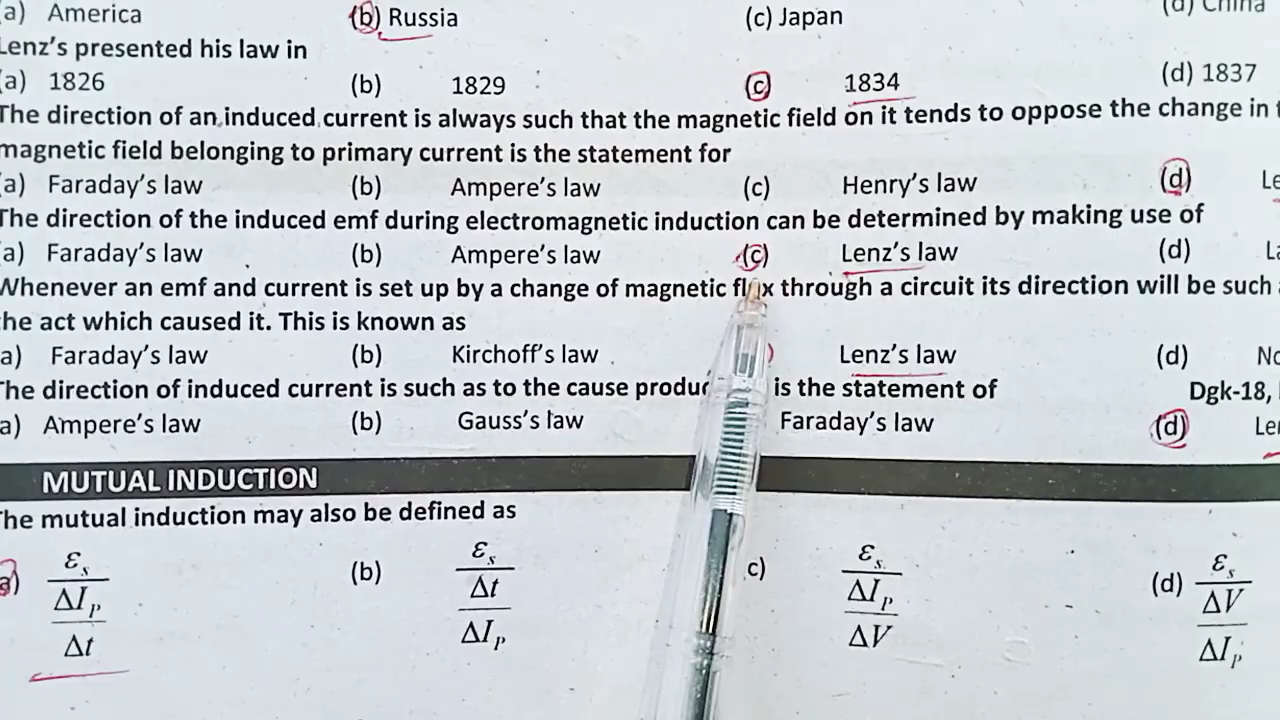 a) America (b) Russia (c) Japan (d) China
Lenz's presented his law in
(a) 1826 (b) 1829 (c) 1834 (d) 1837
The direction of an induced current is always such that the magnetic field on it tends to oppose the change in
magnetic field belonging to primary current is the statement for
(a) Faraday's law (b) Ampere's law (c) Henry's law (d)
The direction of the induced emf during electromagnetic induction can be determined by making use of
(a) Faraday's law (b) Ampere's law (c) Lenz's law (d)
Whenever an emf and current is set up by a change of magnetic flux through a circuit its direction will be such
the act which caused it. This is known as
a) Faraday's law (b) Kirchoff's law ) Lenz's law (d)
The direction of induced current is such as to the cause is the statement of Dgk-18,
a) Ampere's law (b) Gauss's law Faraday's law (d)
MUTUAL INDUCTION
The mutual induction may also be defined as
a) εs / ΔIP / Δt (b) εs / Δt / ΔIP c) εs / ΔIP / ΔV (d) εs / ΔV / ΔIP